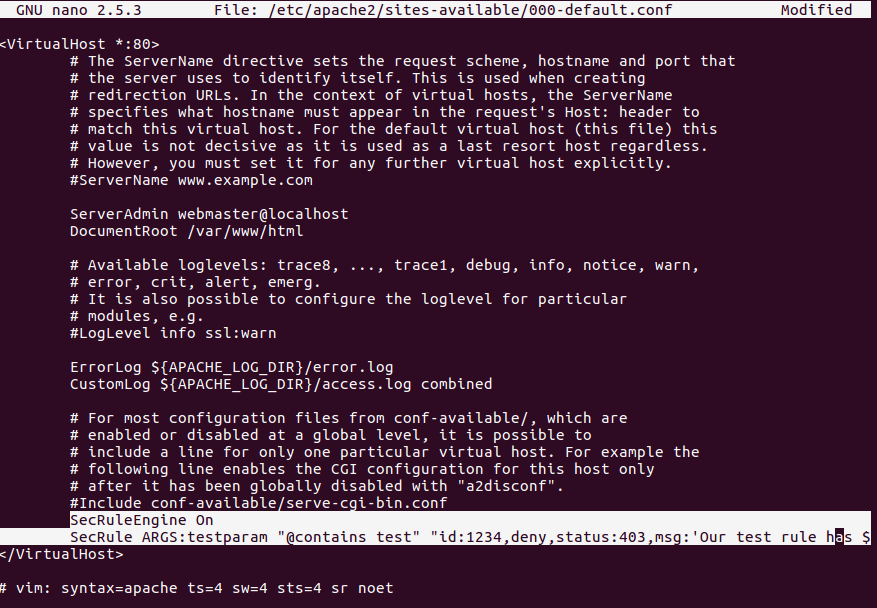 GNU nano 2.5.3 File: /etc/apache2/sites-available/000-default.conf Modified
<VirtualHost *:80>
# The ServerName directive sets the request scheme, hostname and port that
# the server uses to identify itself. This is used when creating
# redirection URLs. In the context of virtual hosts, the ServerName
# specifies what hostname must appear in the request's Host: header to
# match this virtual host. For the default virtual host (this file) this
# value is not decisive as it is used as a last resort host regardless.
# However, you must set it for any further virtual host explicitly.
#ServerName www.example.com
ServerAdmin webmaster@localhost
DocumentRoot /var/www/html
# Available loglevels: trace8, ..., trace1, debug, info, notice, warn,
# error, crit, alert, emerg.
# It is also possible to configure the loglevel for particular
# modules, e.g.
#LogLevel info ssl:warn
ErrorLog ${APACHE_LOG_DIR}/error.log
CustomLog ${APACHE_LOG_DIR}/access.log combined
# For most configuration files from conf-available/, which are
# enabled or disabled at a global level, it is possible to
# include a line for only one particular virtual host. For example the
# following line enables the CGI configuration for this host only
# after it has been globally disabled with "a2disconf".
#Include conf-available/serve-cgi-bin.conf
SecRuleEngine On
SecRule ARGS:testparam "@contains test" "id:1234,deny,status:403,msg:'Our test rule has $
</VirtualHost>
# vim: syntax=apache ts=4 sw=4 sts=4 sr noet